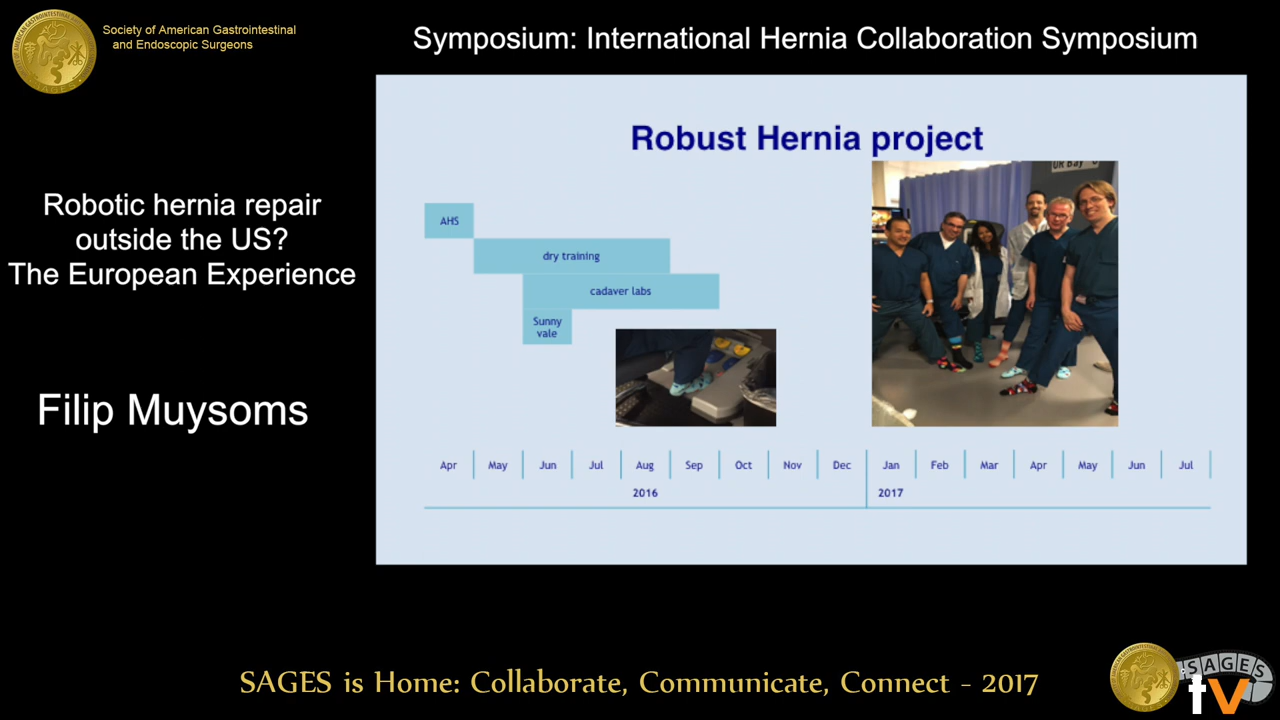 Society of American Gastrointestinal
and Endoscopic Surgeons
Symposium: International Hernia Collaboration Symposium
Robotic hernia repair
outside the US?
The European Experience
Filip Muysoms
Robust Hernia project
AHS
dry training
cadaver labs
Sunny
vale
Apr May Jun Jul Aug Sep Oct Nov Dec Jan Feb Mar Apr May Jun Jul
2016 2017
SAGES is Home: Collaborate, Communicate, Connect - 2017
SAGES
tv